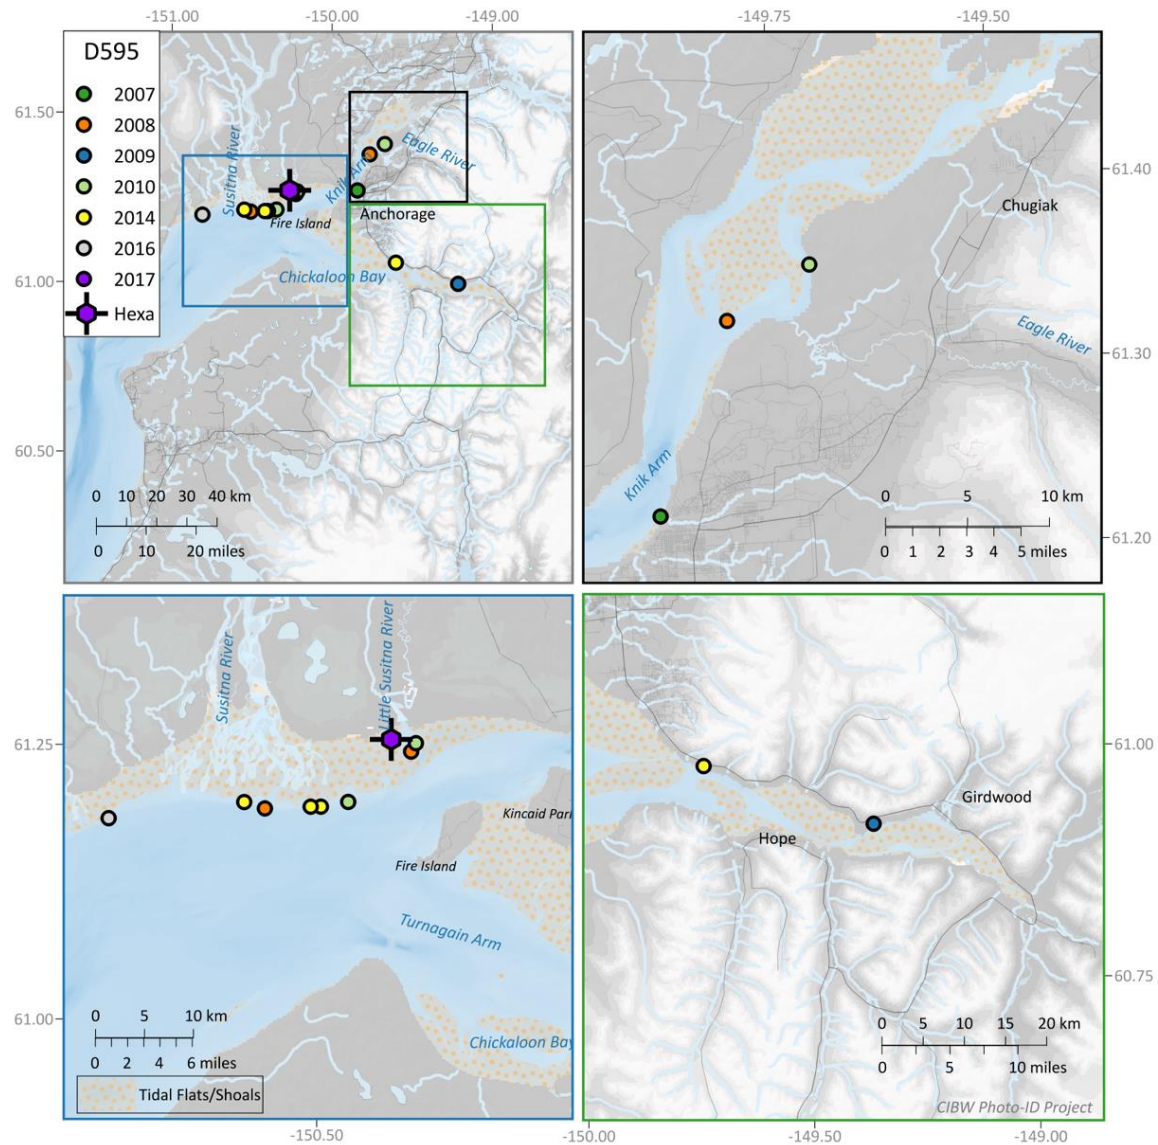 -151.00 -150.00 -149.00
-149.75 -149.50
D595
2007
2008
2009
2010
2014
2016
2017
Hexa
61.50
61.00
60.50
Susitna River
Knik Arm
Eagle River
Anchorage
Fire Island
Chickaloon Bay
0 10 20 30 40 km
0 10 20 miles
61.40
61.30
61.20
Chugiak
Eagle River
Knik Arm
0 5 10 km
0 1 2 3 4 5 miles
Susitna River
Little Susitna River
61.25
61.00
Kincaid Park
Fire Island
Turnagain Arm
Chickaloon Bay
0 5 10 km
0 2 4 6 miles
Tidal Flats/Shoals
-150.50
61.00
60.75
Girdwood
Hope
0 5 10 15 20 km
0 5 10 miles
CIBW Photo-ID Project
-150.00 -149.50 -149.00